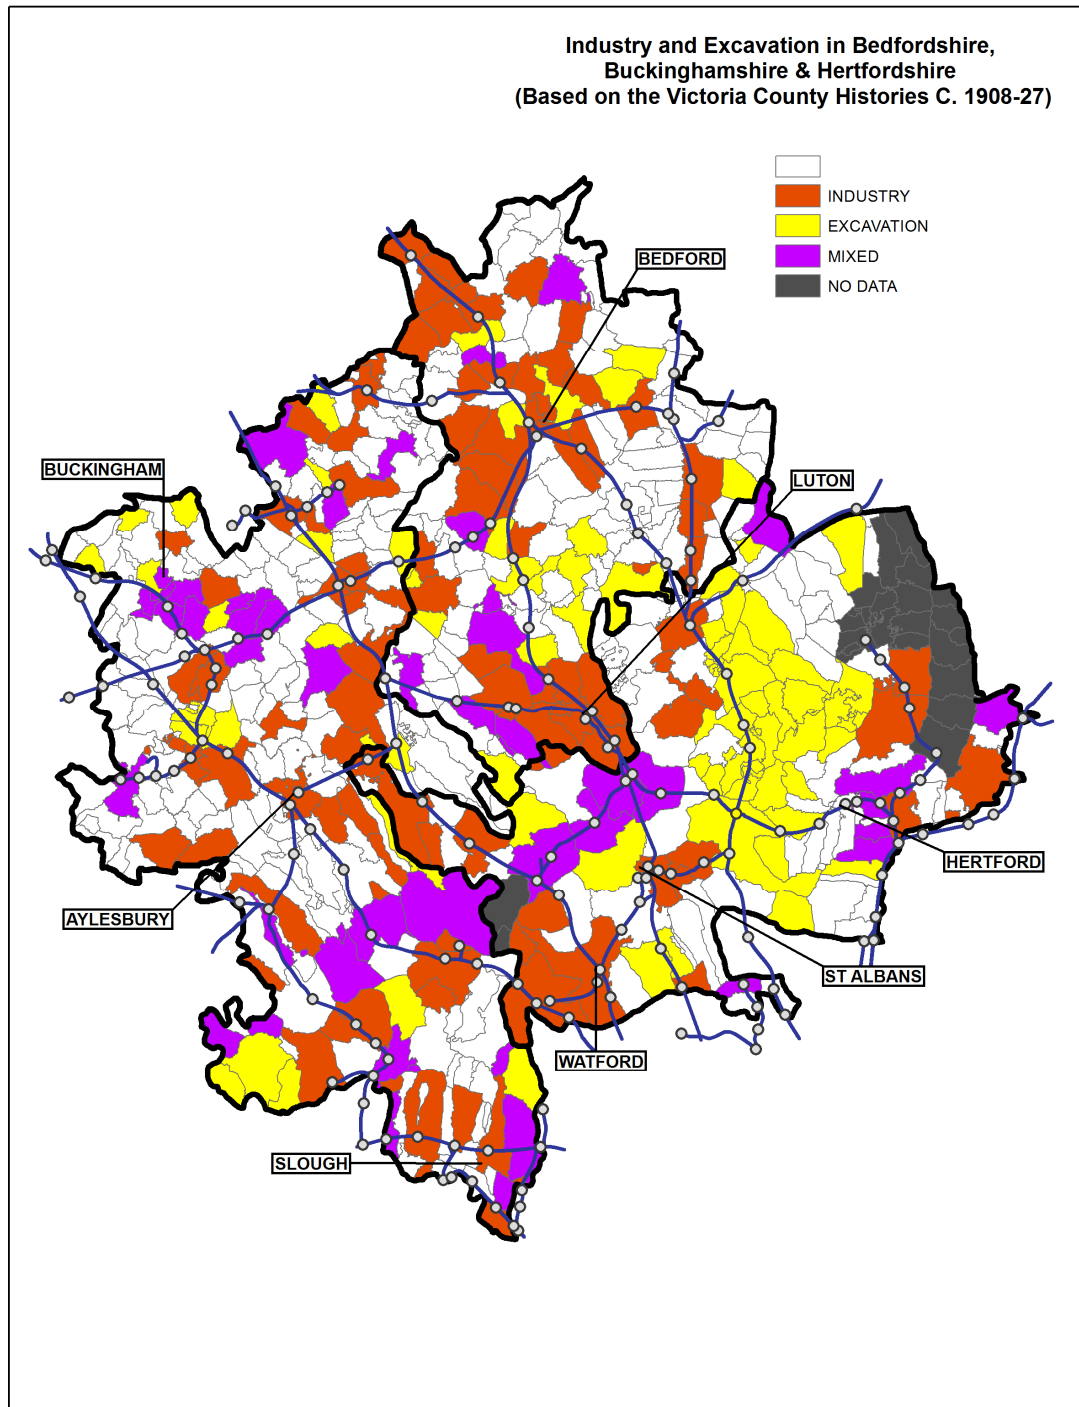 Industry and Excavation in Bedfordshire,
Buckinghamshire & Hertfordshire
(Based on the Victoria County Histories C. 1908-27)
INDUSTRY
EXCAVATION
MIXED
NO DATA
BEDFORD
BUCKINGHAM
LUTON
HERTFORD
AYLESBURY
ST ALBANS
WATFORD
SLOUGH